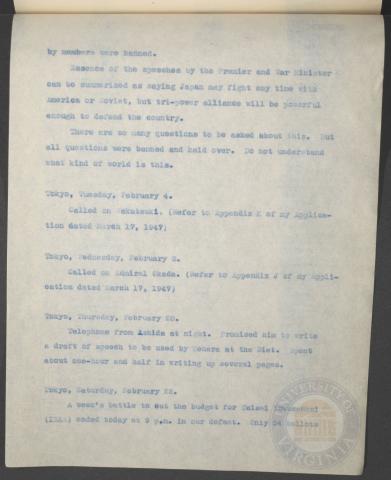 by members were banned.
Essence of the speeches by the Premier and War Minister
can be summarized as saying Japan may fight any time with
America or Soviet, but tri-power alliance will be powerful
enough to defend the country.
There are so many questions to be asked about this. But
all questions were banned and held over. Do not understand
what kind of world is this.
Tokyo, Tuesday, February 4.
Called on Wakatsuki. (Refer to Appendix K of my Applica-
tion dated March 17, 1947)
Tokyo, Wednesday, February 5.
Called on Admiral Okada. (Refer to Appendix J of my Appli-
cation dated March 17, 1947)
Tokyo, Thursday, February 20.
Telephone from Ashida at night. Promised him to write
a draft of speech to be used by at the Diet. Spent
about one-hour and half in writing up several pages.
Tokyo, Saturday, February 22.
A week's battle to cut the budget for Taisei
ended today at 9 p.m. in our defeat. Only ballots
UNIVERSITY OF
VIRGINIA